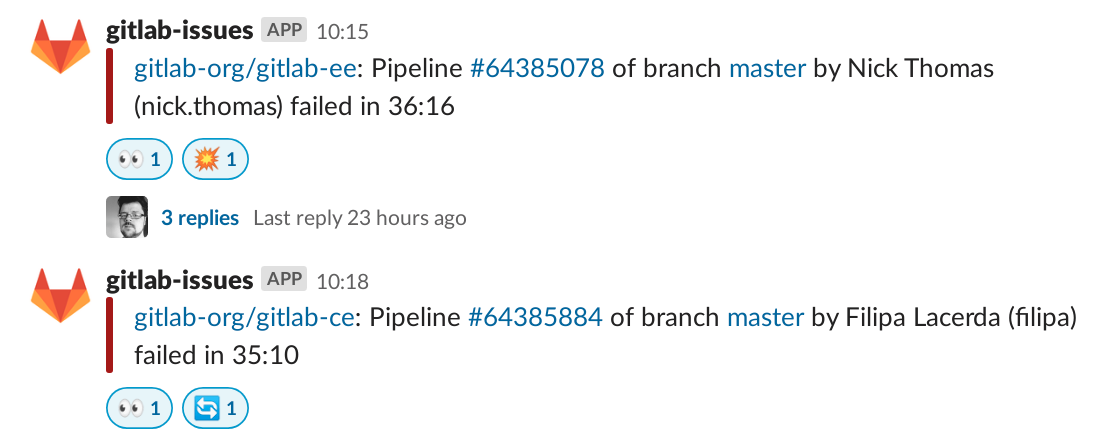 gitlab-issues APP 10:15
gitlab-org/gitlab-ee: Pipeline #64385078 of branch master by Nick Thomas
(nick.thomas) failed in 36:16
👀 1 💥 1
3 replies Last reply 23 hours ago
gitlab-issues APP 10:18
gitlab-org/gitlab-ce: Pipeline #64385884 of branch master by Filipa Lacerda (filipa)
failed in 35:10
👀 1 🔄 1